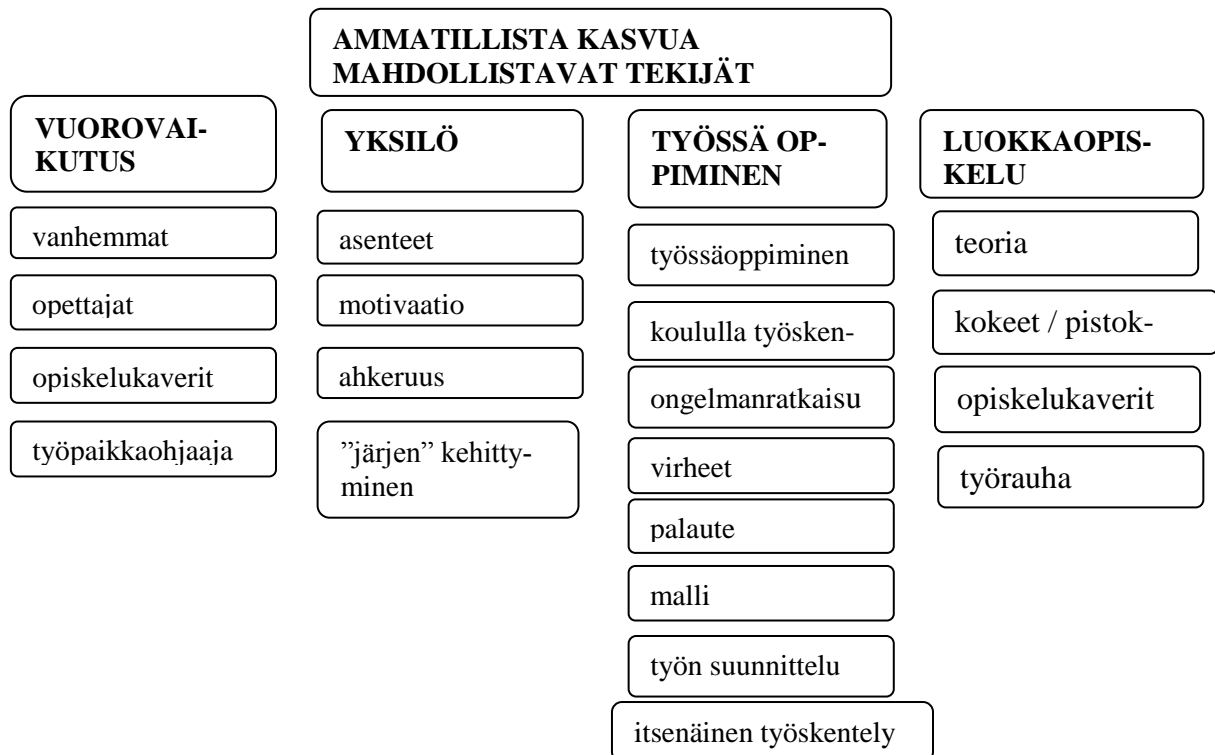 AMMATILLISTA KASVUA
MAHDOLLISTAVAT TEKIJÄT
VUOROVAI-
KUTUS
vanhemmat
opettajat
opiskelukaverit
työpaikkaohjaaja
YKSILÖ
asenteet
motivaatio
ahkeruus
”järjen” kehitty-
minen
TYÖSSÄ OP-
PIMINEN
työssäoppiminen
koululla työsken-
ongelmanratkaisu
virheet
palaute
malli
työn suunnittelu
itsenäinen työskentely
LUOKKAOPIS-
KELU
teoria
kokeet / pistok-
opiskelukaverit
työrauha